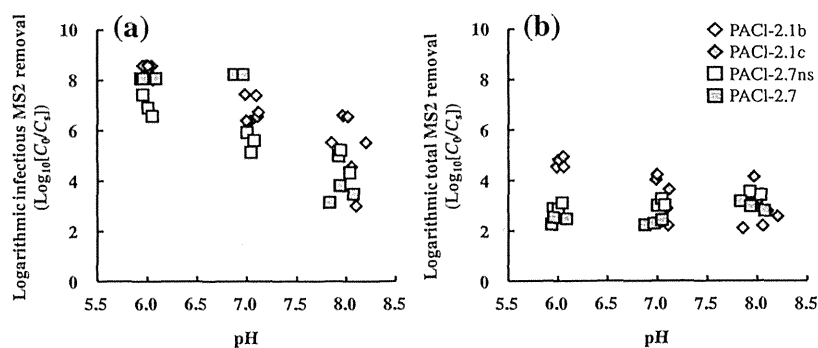 (a)
Logarithmic infectious MS2 removal
(Log₁₀[C₀/Cₛ])
10
8
6
4
2
0
5.5 6.0 6.5 7.0 7.5 8.0 8.5
pH
(b)
Logarithmic total MS2 removal
(Log₁₀[C₀/Cₛ])
10
8
6
4
2
0
5.5 6.0 6.5 7.0 7.5 8.0 8.5
pH
PACl-2.1b
PACl-2.1c
PACl-2.7ns
PACl-2.7